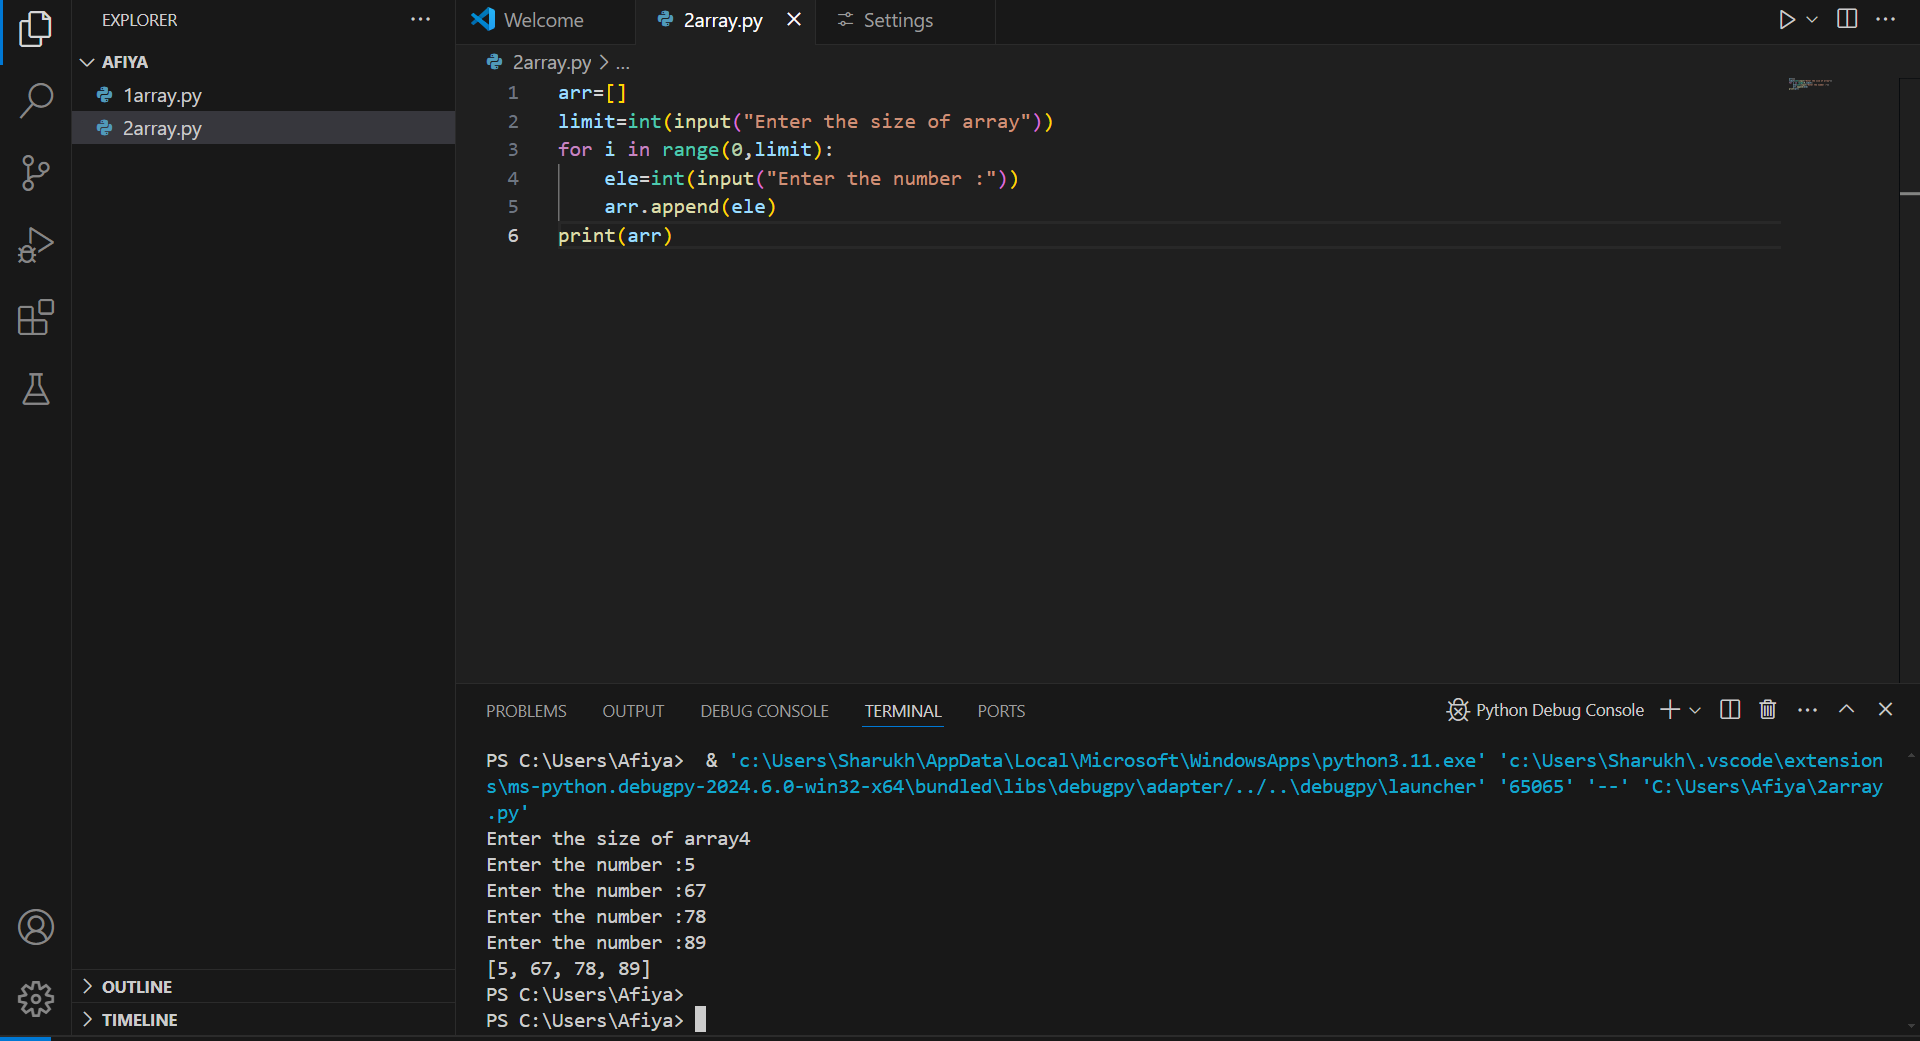 EXPLORER
AFIYA
1array.py
2array.py
OUTLINE
TIMELINE
Welcome
2array.py
Settings
2array.py > ...
1 arr=[]
2 limit=int(input("Enter the size of array"))
3 for i in range(0,limit):
4     ele=int(input("Enter the number :"))
5     arr.append(ele)
6 print(arr)
PROBLEMS OUTPUT DEBUG CONSOLE TERMINAL PORTS
Python Debug Console
PS C:\Users\Afiya>  & 'c:\Users\Sharukh\AppData\Local\Microsoft\WindowsApps\python3.11.exe' 'c:\Users\Sharukh\.vscode\extension
s\ms-python.debugpy-2024.6.0-win32-x64\bundled\libs\debugpy\adapter/../..\debugpy\launcher' '65065' '--' 'C:\Users\Afiya\2array
.py'
Enter the size of array4
Enter the number :5
Enter the number :67
Enter the number :78
Enter the number :89
[5, 67, 78, 89]
PS C:\Users\Afiya>
PS C:\Users\Afiya>